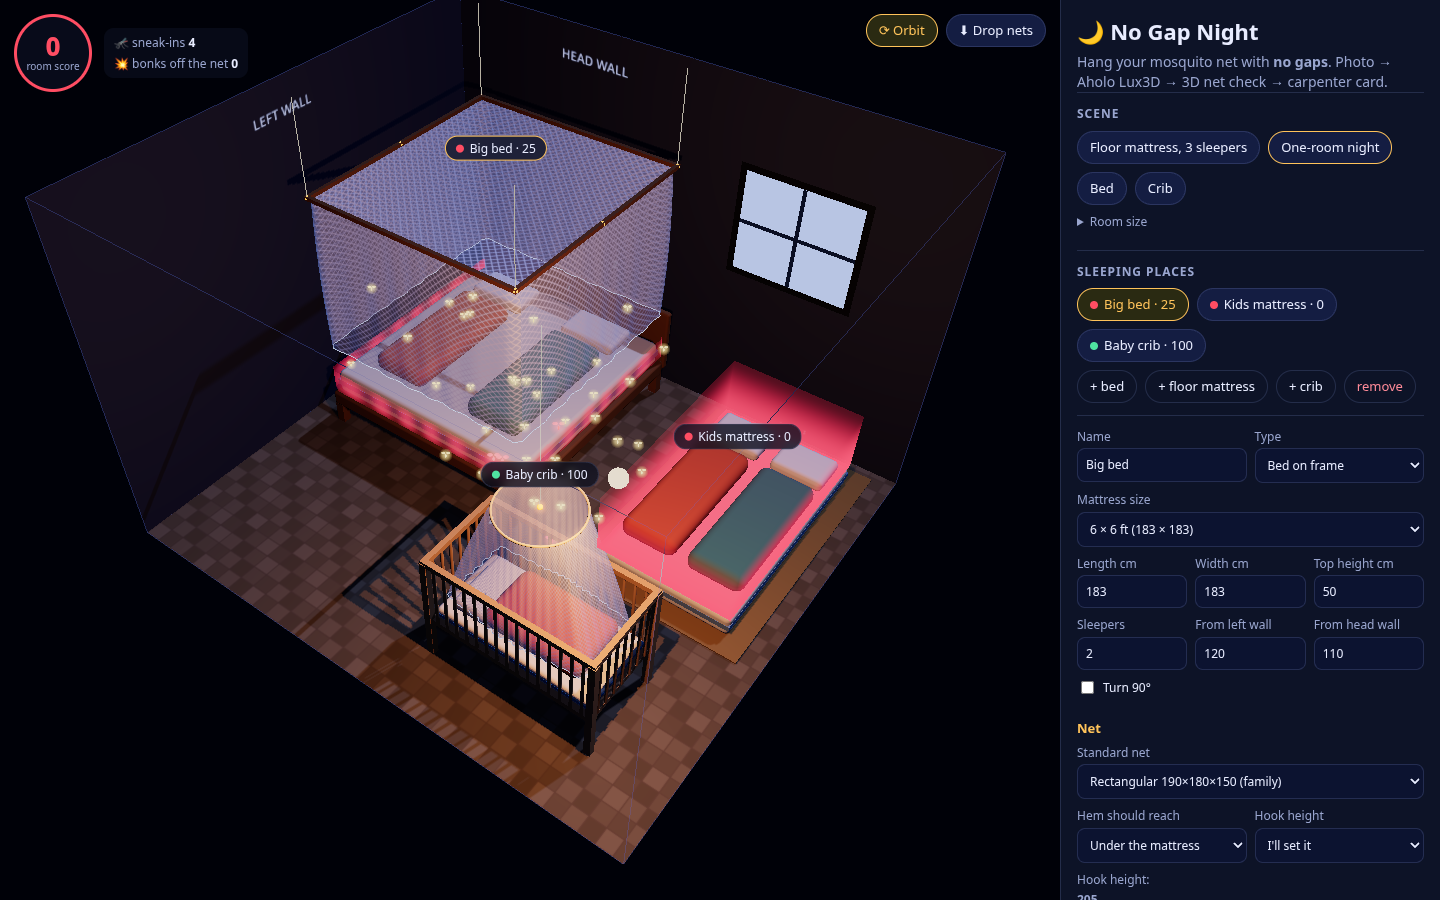 0
room score
🦟 sneak-ins 4
💥 bonks off the net 0
⟳ Orbit
⬇ Drop nets
LEFT WALL
HEAD WALL
Big bed · 25
Kids mattress · 0
Baby crib · 100
🌙 No Gap Night
Hang your mosquito net with no gaps. Photo →
Aholo Lux3D → 3D net check → carpenter card.
SCENE
Floor mattress, 3 sleepers
One-room night
Bed
Crib
▶ Room size
SLEEPING PLACES
Big bed · 25
Kids mattress · 0
Baby crib · 100
+ bed
+ floor mattress
+ crib
remove
Name
Type
Big bed
Bed on frame
Mattress size
6 × 6 ft (183 × 183)
Length cm
Width cm
Top height cm
183
183
50
Sleepers
From left wall
From head wall
2
120
110
Turn 90°
Net
Standard net
Rectangular 190×180×150 (family)
Hem should reach
Hook height
Under the mattress
I'll set it
Hook height:
205